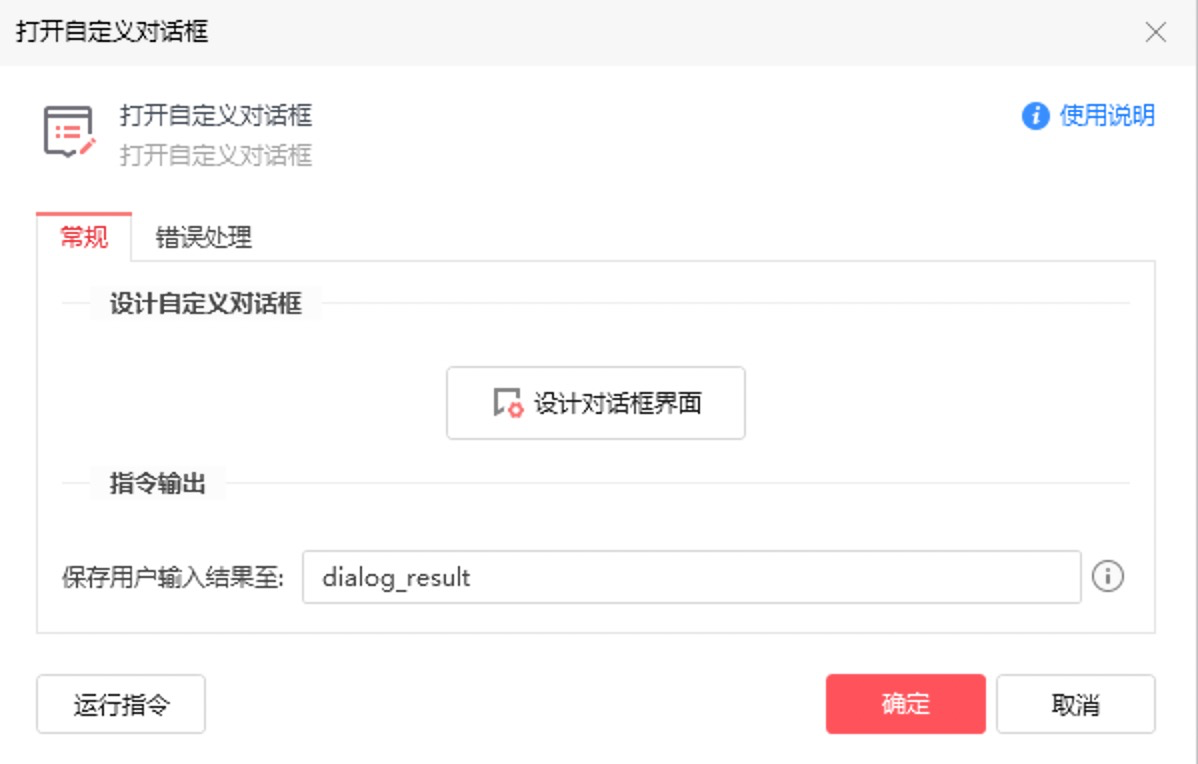 打开自定义对话框
打开自定义对话框
使用说明
打开自定义对话框
常规 错误处理
设计自定义对话框
设计对话框界面
指令输出
保存用户输入结果至: dialog_result
运行指令 确定 取消